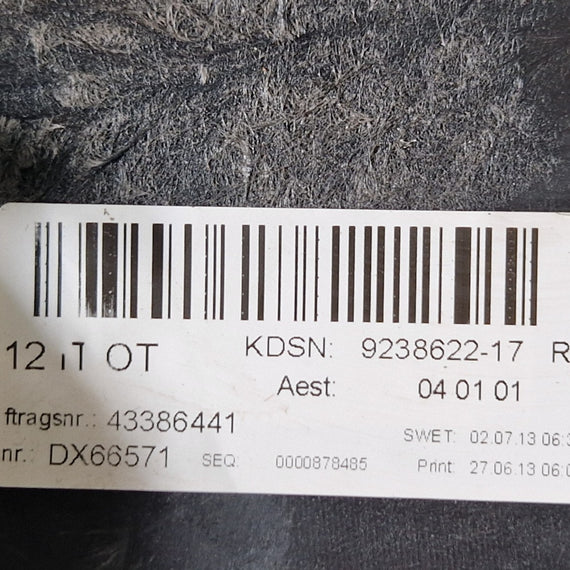 12 OT KDSN: 9238622-17 R
Aest: 04 01 01
ftragsnr.: 43386441
SWET: 02.07.13 06:3
nr.: DX66571 SEQ: 0000878485 Print: 27.06.13 06:0